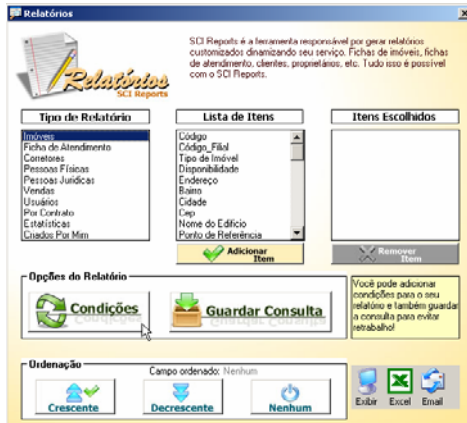 Relatórios
SCI Reports é a ferramenta responsável por gerar relatórios
customizados dinamizando seu serviço. Fichas de imóveis, fichas
de atendimento, clientes, proprietários, etc. Tudo isso é possível
com o SCI Reports.
Relatórios
SCI Reports
Tipo de Relatório
Imóveis
Ficha de Atendimento
Corretores
Pessoas Físicas
Pessoas Jurídicas
Vendas
Usuários
Por Contrato
Estatísticas
Criados Por Mim
Lista de Itens
Código
Código_Filial
Tipo de Imóvel
Disponibilidade
Endereço
Bairro
Cidade
Cep
Nome do Edifício
Ponto de Referência
Adicionar
Item
Itens Escolhidos
Remover
Item
Opções do Relatório
Condições
Guardar Consulta
Você pode adicionar
condições para o seu
relatório e também guardar
a consulta para evitar
retrabalho!
Ordenação
Campo ordenado: Nenhum
Crescente
Decrescente
Nenhum
Exibir
Excel
Email